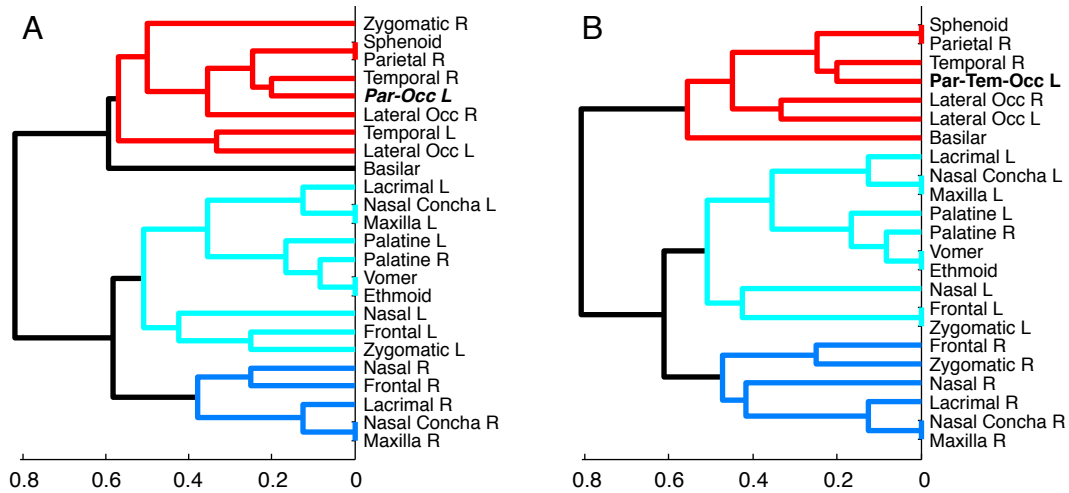 A
Zygomatic R
Sphenoid
Parietal R
Temporal R
Par-Occ L
Lateral Occ R
Temporal L
Lateral Occ L
Basilar
Lacrimal L
Nasal Concha L
Maxilla L
Palatine L
Palatine R
Vomer
Ethmoid
Nasal L
Frontal L
Zygomatic L
Nasal R
Frontal R
Lacrimal R
Nasal Concha R
Maxilla R
0.8 0.6 0.4 0.2 0
B
Sphenoid
Parietal R
Temporal R
Par-Tem-Occ L
Lateral Occ R
Lateral Occ L
Basilar
Lacrimal L
Nasal Concha L
Maxilla L
Palatine L
Palatine R
Vomer
Ethmoid
Nasal L
Frontal L
Zygomatic L
Frontal R
Zygomatic R
Nasal R
Lacrimal R
Nasal Concha R
Maxilla R
0.8 0.6 0.4 0.2 0